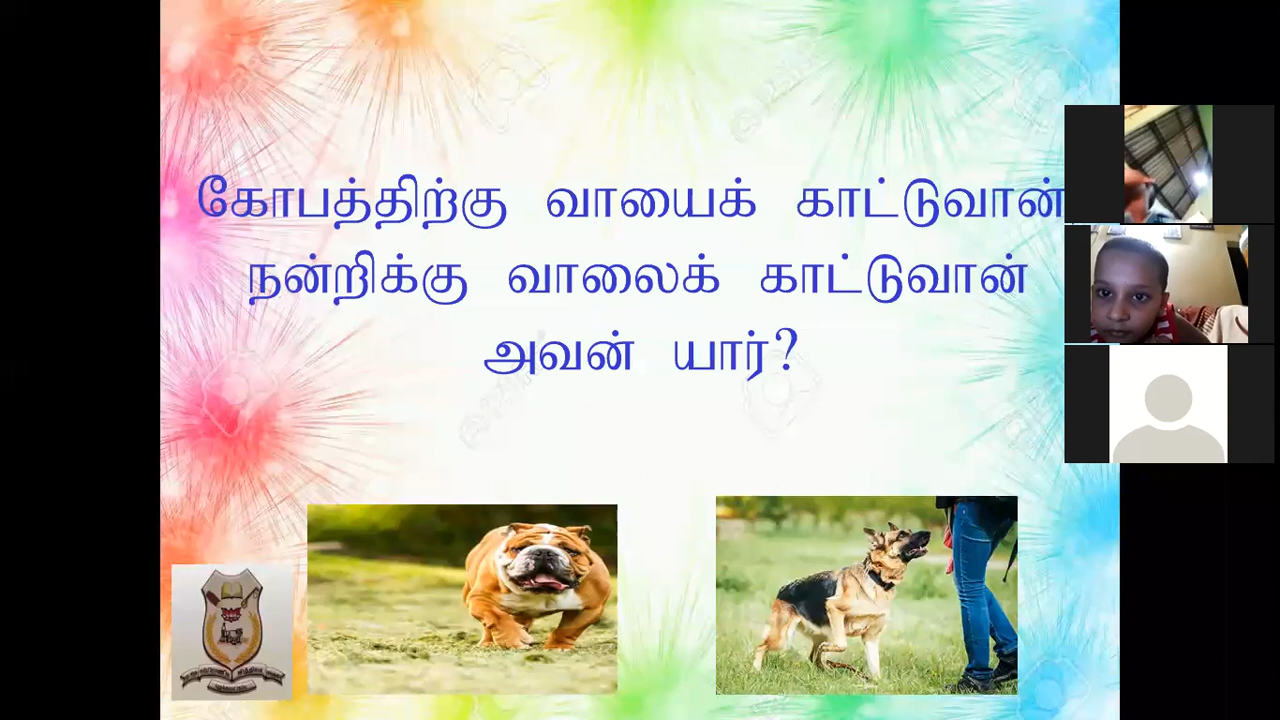 கோபத்திற்கு வாயைக் காட்டுவான்,
நன்றிக்கு வாலைக் காட்டுவான்
அவன் யார்?